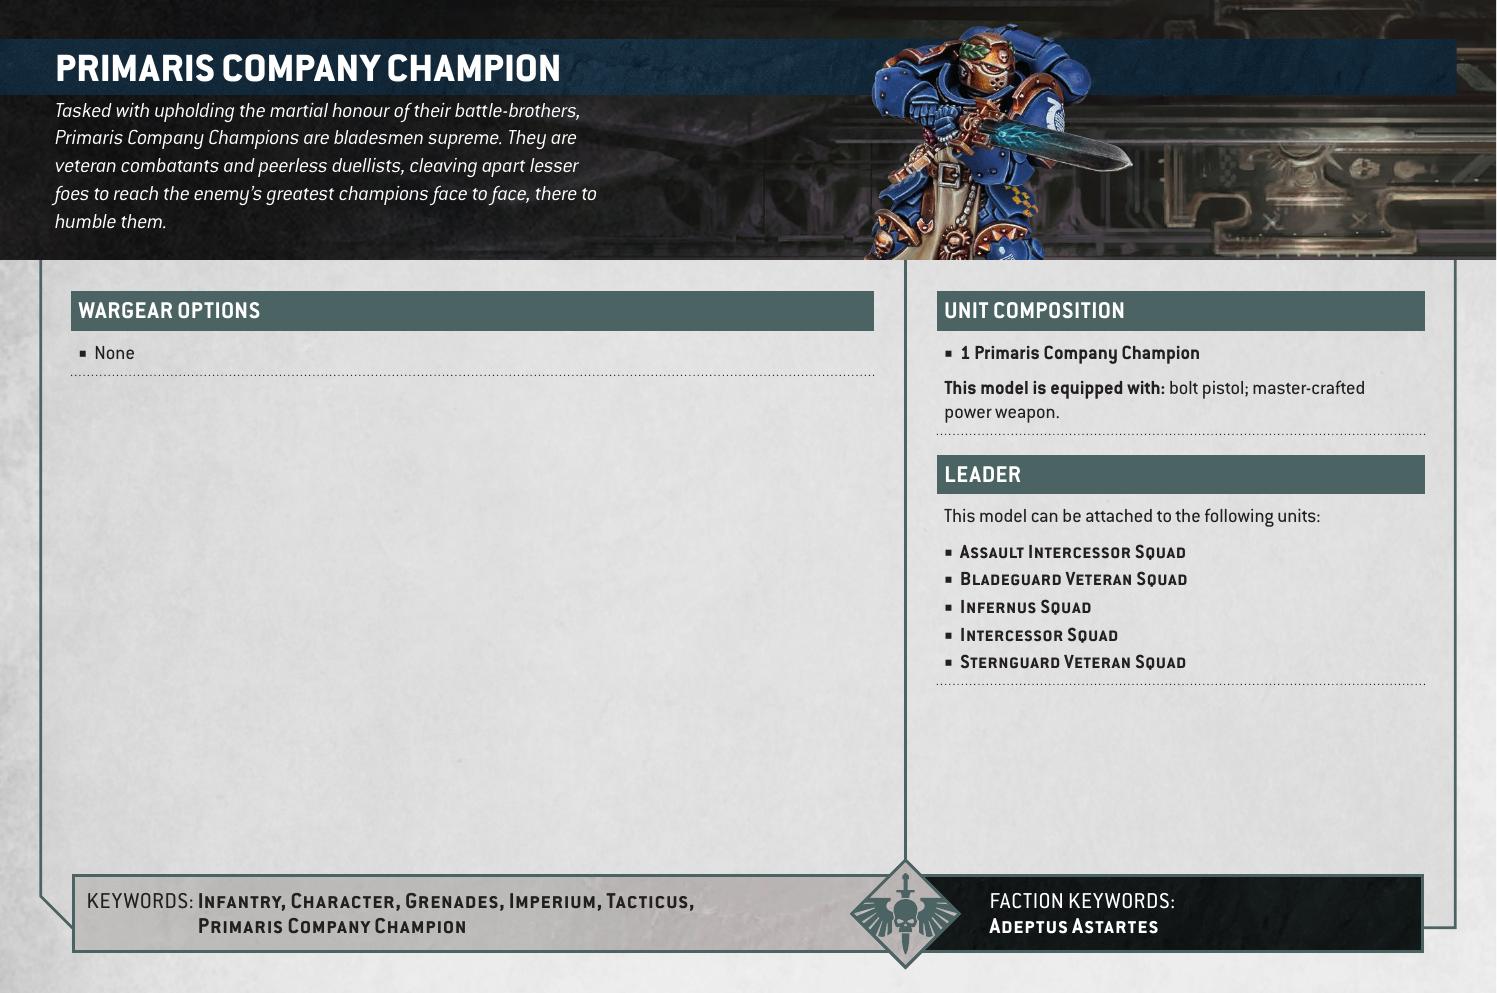 PRIMARIS COMPANY CHAMPION
Tasked with upholding the martial honour of their battle-brothers,
Primaris Company Champions are bladesmen supreme. They are
veteran combatants and peerless duellists, cleaving apart lesser
foes to reach the enemy's greatest champions face to face, there to
humble them.
WARGEAR OPTIONS
▪ None
UNIT COMPOSITION
▪ 1 Primaris Company Champion
This model is equipped with: bolt pistol; master-crafted
power weapon.
LEADER
This model can be attached to the following units:
▪ Assault Intercessor Squad
▪ Bladeguard Veteran Squad
▪ Infernus Squad
▪ Intercessor Squad
▪ Sternguard Veteran Squad
KEYWORDS: Infantry, Character, Grenades, Imperium, Tacticus,
Primaris Company Champion
FACTION KEYWORDS:
Adeptus Astartes